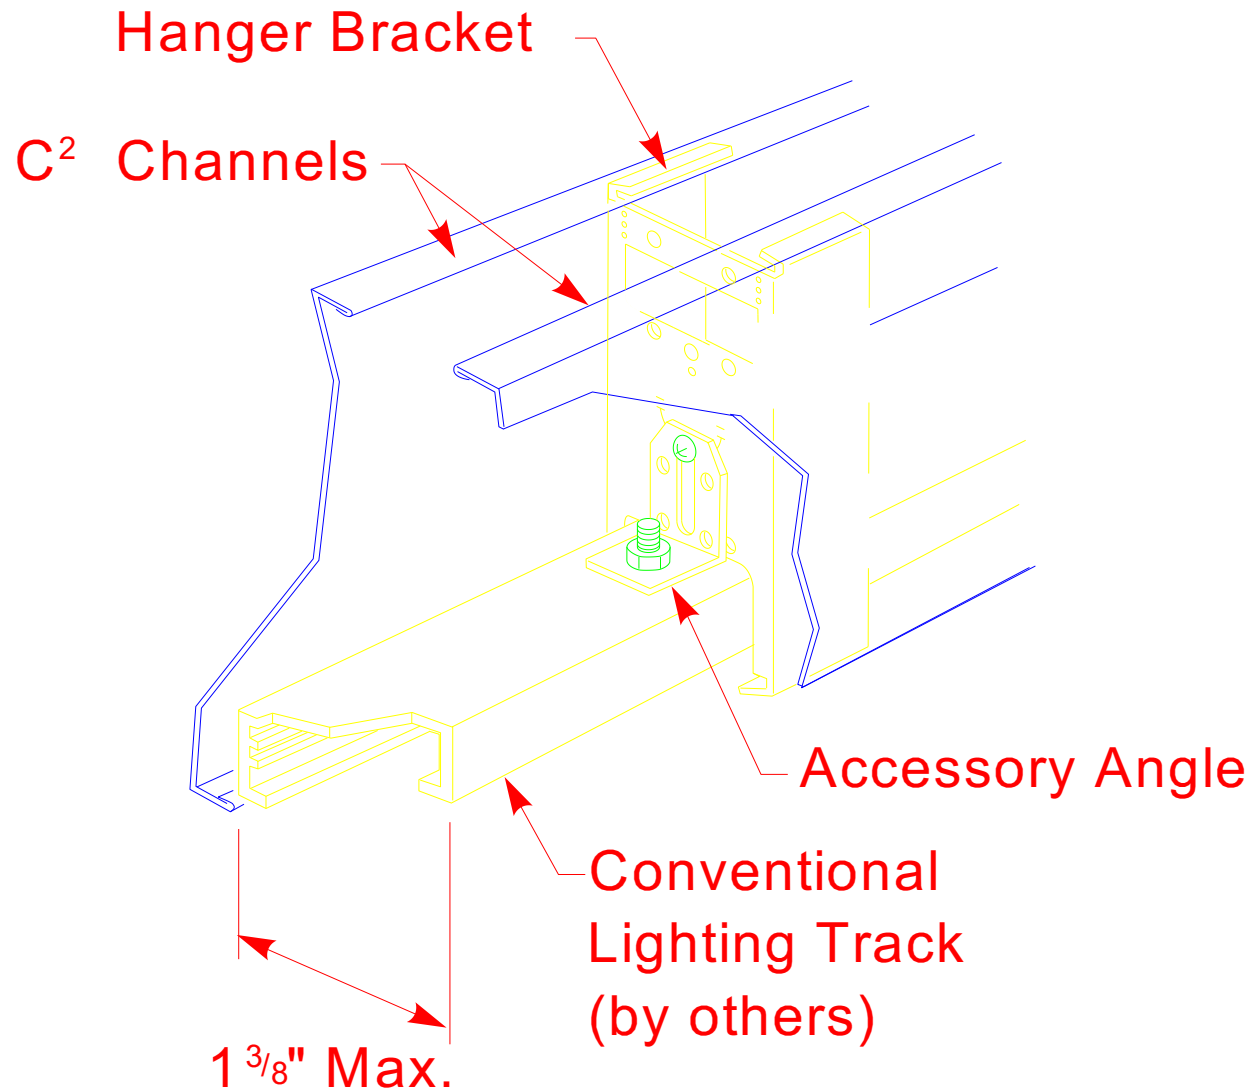 Hanger Bracket
C² Channels
Accessory Angle
Conventional
Lighting Track
(by others)
1 3/8" Max.